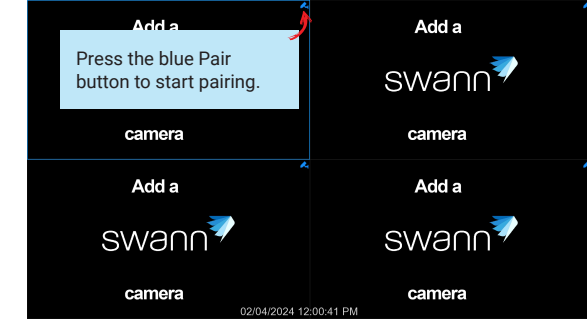 Add a
Press the blue Pair
button to start pairing.
camera
Add a
swann
camera
Add a
swann
camera
Add a
swann
camera
02/04/2024 12:00:41 PM